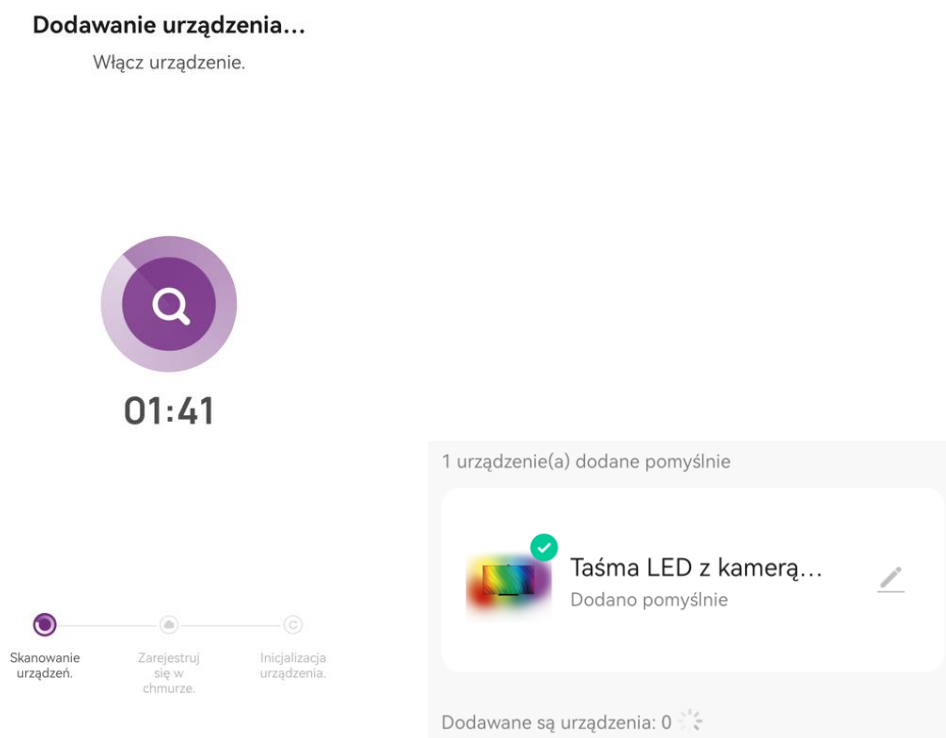 Dodawanie urządzenia...
Włącz urządzenie.
01:41
Skanowanie
urządzeń.
Zarejestruj
się w
chmurze.
Inicjalizacja
urządzenia.
1 urządzenie(a) dodane pomyślnie
Taśma LED z kamerą...
Dodano pomyślnie
Dodawane są urządzenia: 0